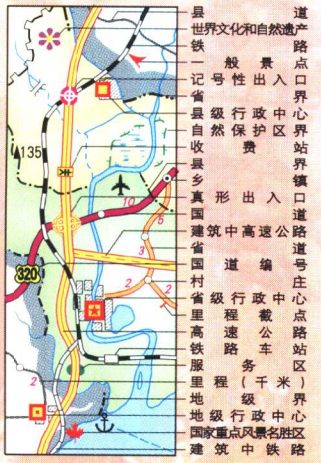 县道
世界文化和自然遗产
铁路
一般景点
记号性出入口
省界
县级行政中心
自然保护区界
收费站
县界
乡镇
真形出入口
国道
建筑中高速公路
省道
国道编号
村庄
省级行政中心
里程截点
高速公路
铁路车站
服务区
里程(千米)
地级界
地级行政中心
国家重点风景名胜区
建筑中铁路
135
10
5
3
320
2
2
1
2